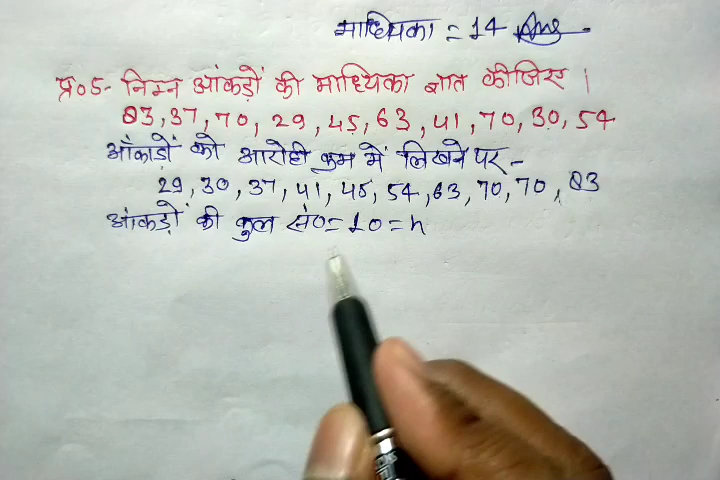 माध्यिका = 14 Ans
प्र०5- निम्न आंकड़ों की माध्यिका ज्ञात कीजिए ।
83, 37, 70, 29, 45, 63, 41, 70, 30, 54
आँकाड़ों को आरोही क्रम में लिखने पर -
29, 30, 37, 41, 45, 54, 63, 70, 70, 83
आंकड़ों की कुल सं० = 10 = n